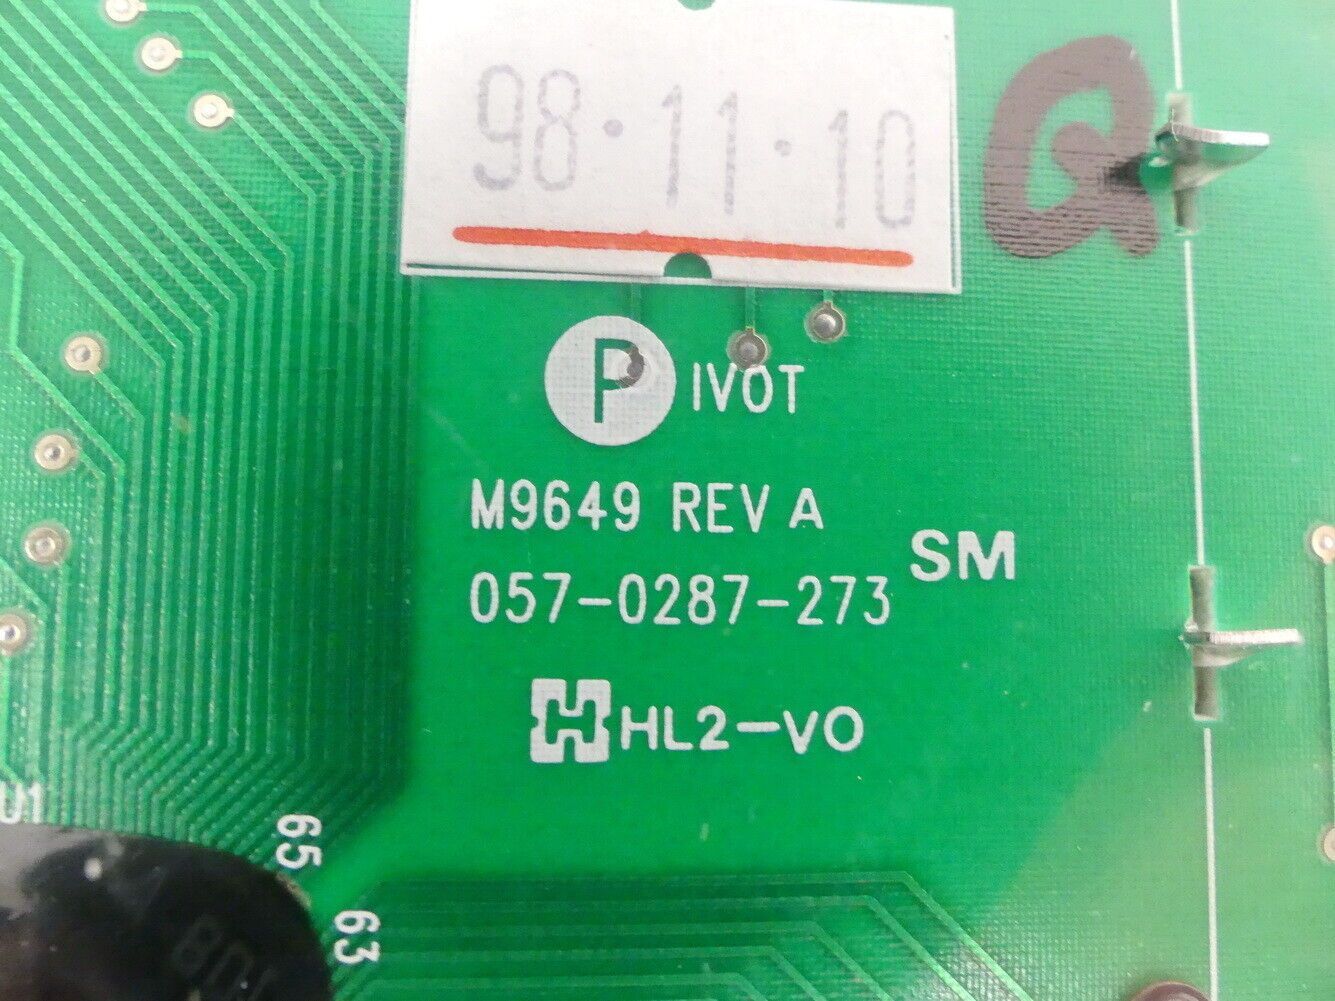 98·11·10
PIVOT
M9649 REV A
057-0287-273 SM
HL2-VO
U1
65
63